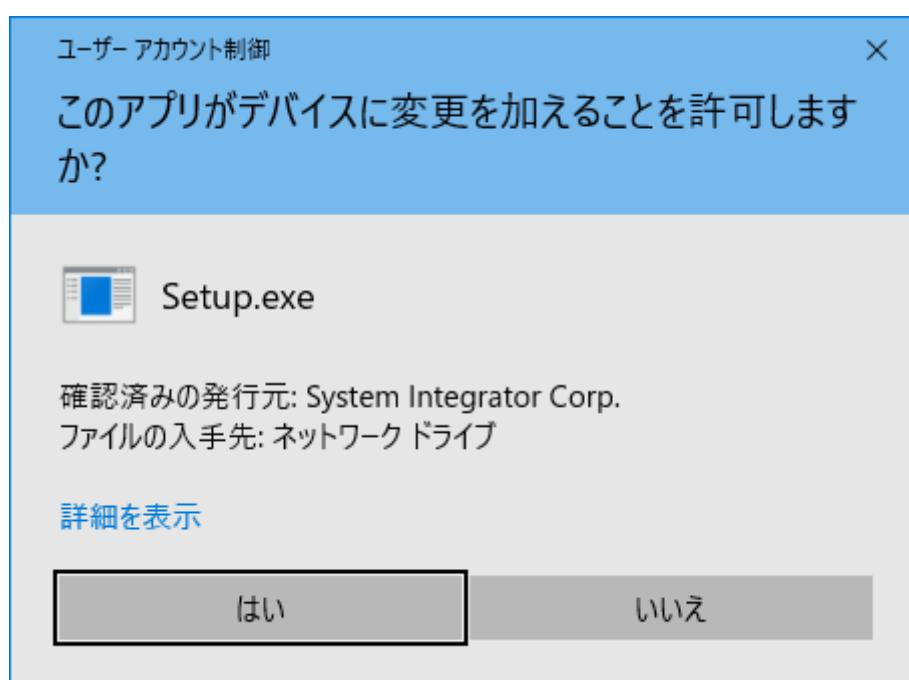 ユーザー アカウント制御
このアプリがデバイスに変更を加えることを許可します
か?
Setup.exe
確認済みの発行元: System Integrator Corp.
ファイルの入手先: ネットワーク ドライブ
詳細を表示
はい いいえ